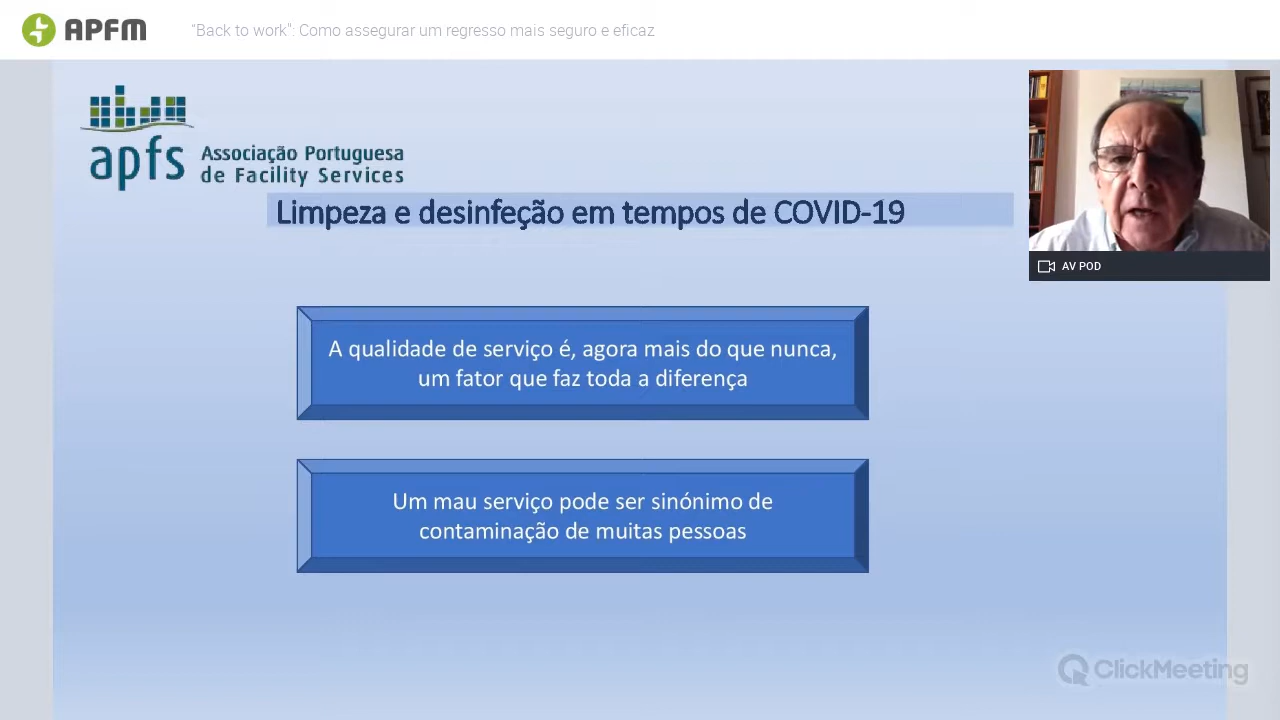 APFM
“Back to work": Como assegurar um regresso mais seguro e eficaz
apfs
Associação Portuguesa
de Facility Services
Limpeza e desinfeção em tempos de COVID-19
AV POD
A qualidade de serviço é, agora mais do que nunca,
um fator que faz toda a diferença
Um mau serviço pode ser sinónimo de
contaminação de muitas pessoas
ClickMeeting